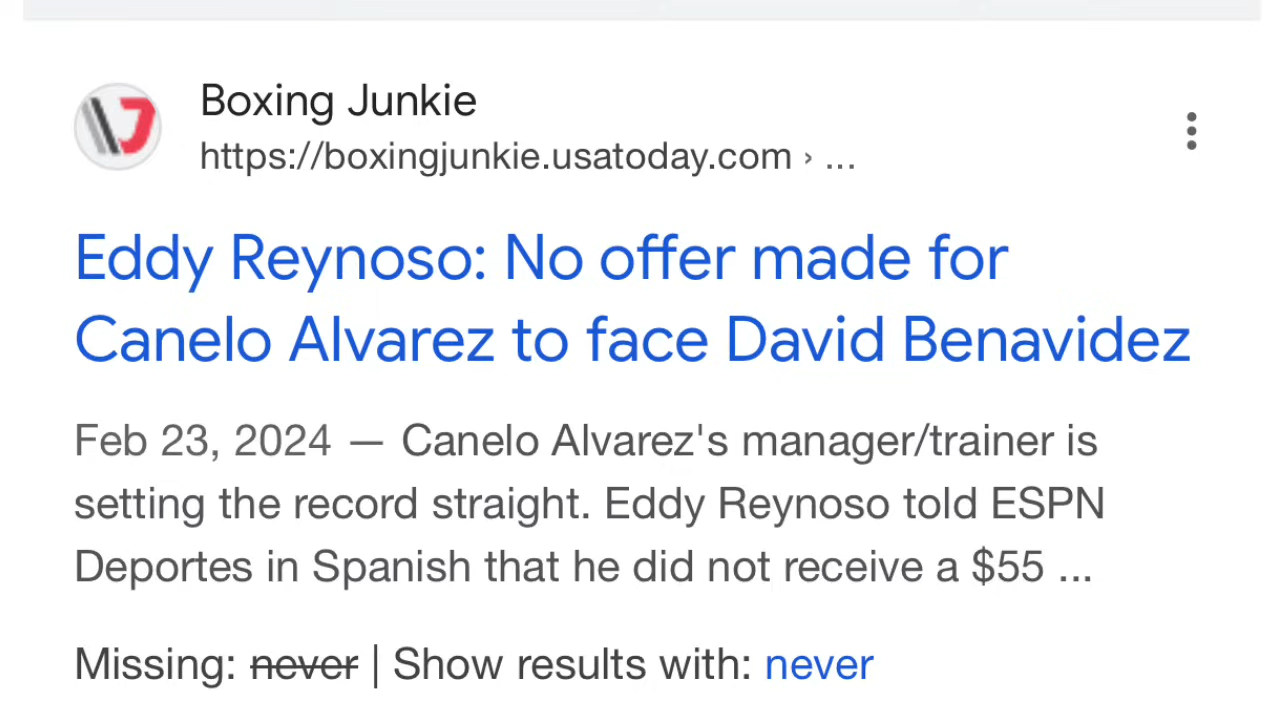 Boxing Junkie
https://boxingjunkie.usatoday.com › ...
Eddy Reynoso: No offer made for
Canelo Alvarez to face David Benavidez
Feb 23, 2024 — Canelo Alvarez's manager/trainer is
setting the record straight. Eddy Reynoso told ESPN
Deportes in Spanish that he did not receive a $55 ...
Missing: never | Show results with: never